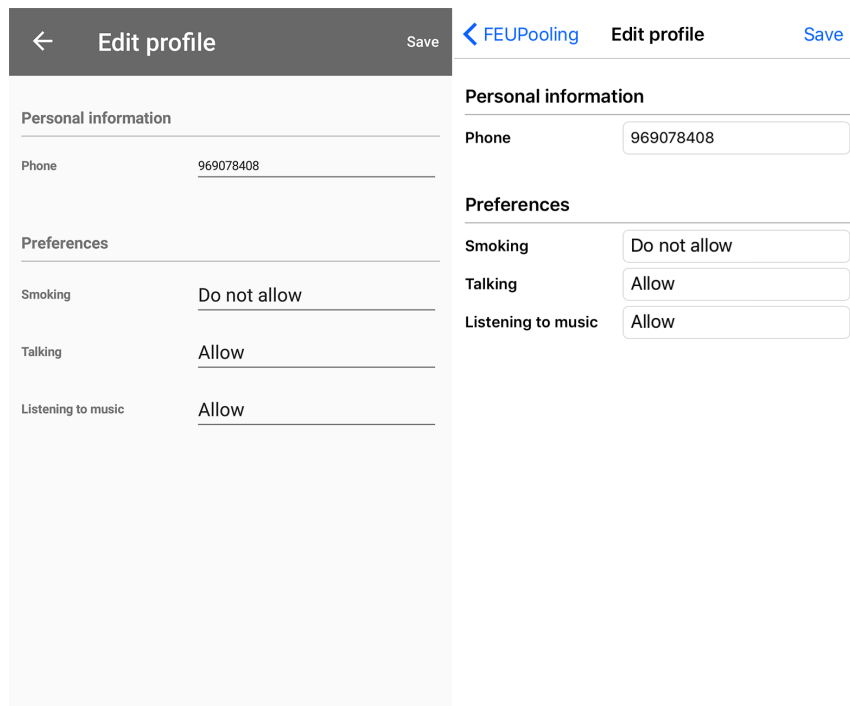 Edit profile
Save
Personal information
Phone
969078408
Preferences
Smoking
Do not allow
Talking
Allow
Listening to music
Allow
FEUPooling
Edit profile
Save
Personal information
Phone
969078408
Preferences
Smoking
Do not allow
Talking
Allow
Listening to music
Allow